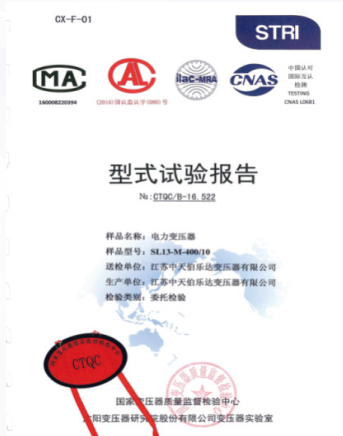 CX-F-01
STRI
MA
160008220394
AL
(2016)国认监认字(080)号
ilac-MRA
CNAS
中国认可
国际互认
检测
TESTING
CNAS L0681
型式试验报告
№:CTQC/B-16.522
样品名称：电力变压器
样品型号：SL13-M-400/10
送检单位：江苏中天伯乐达变压器有限公司
生产单位：江苏中天伯乐达变压器有限公司
检验类别：委托检验
CTQC
国家变压器质量监督检验中心
沈阳变压器研究院股份有限公司变压器实验室